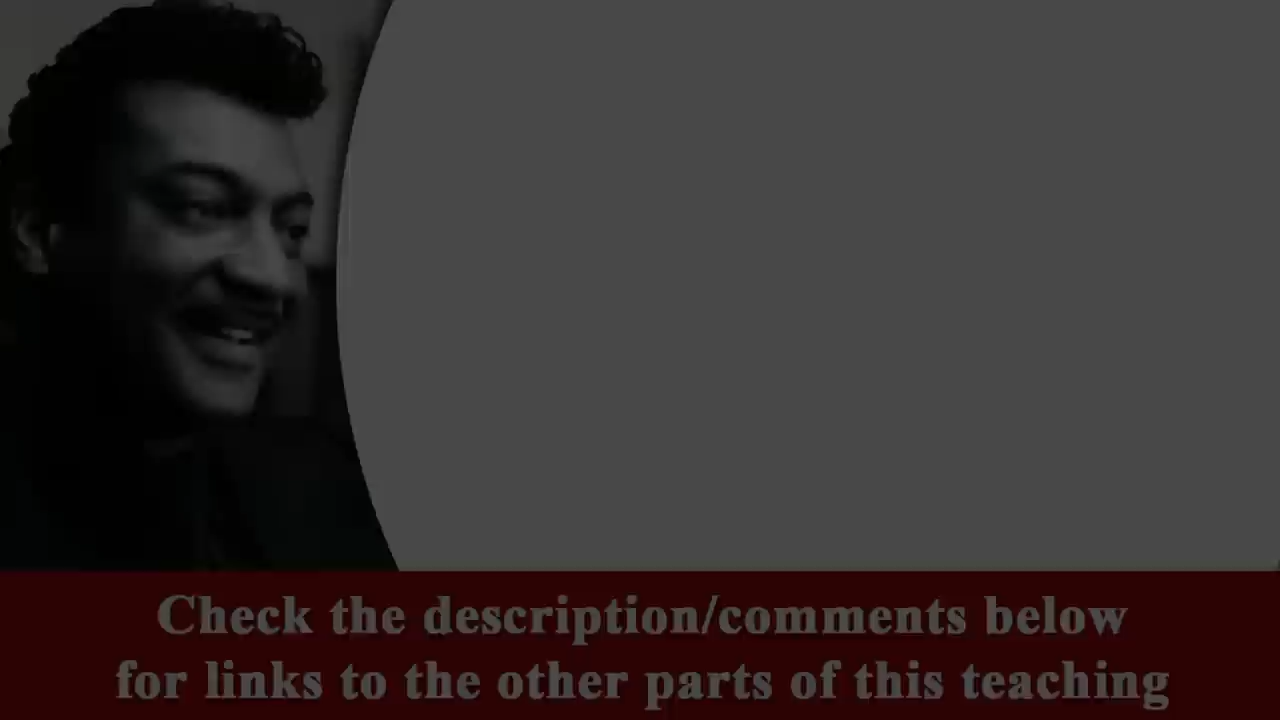 Check the description/comments below
for links to the other parts of this teaching